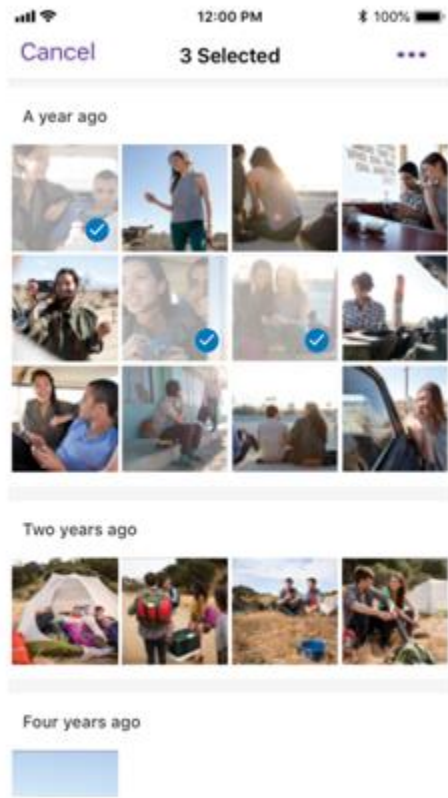 12:00 PM
100%
Cancel
3 Selected
A year ago
Two years ago
Four years ago